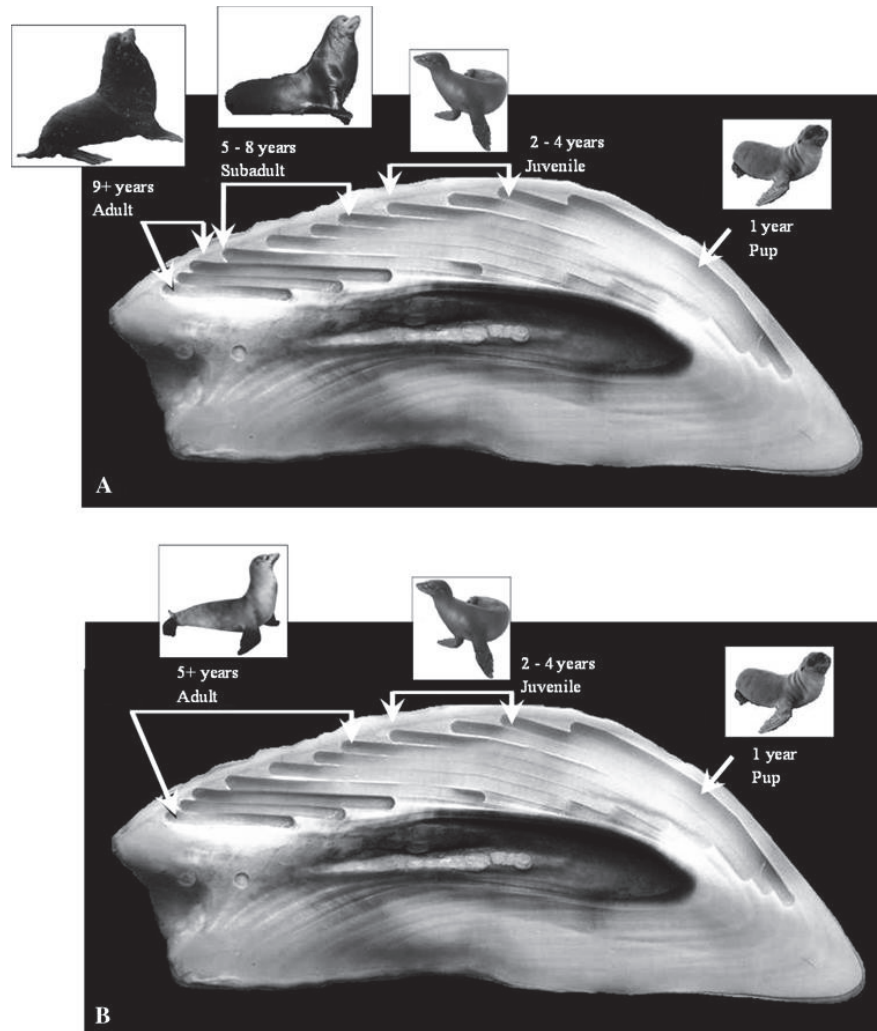 5 - 8 years
Subadult
2 - 4 years
Juvenile
9+ years
Adult
1 year
Pup
A
5+ years
Adult
2 - 4 years
Juvenile
1 year
Pup
B